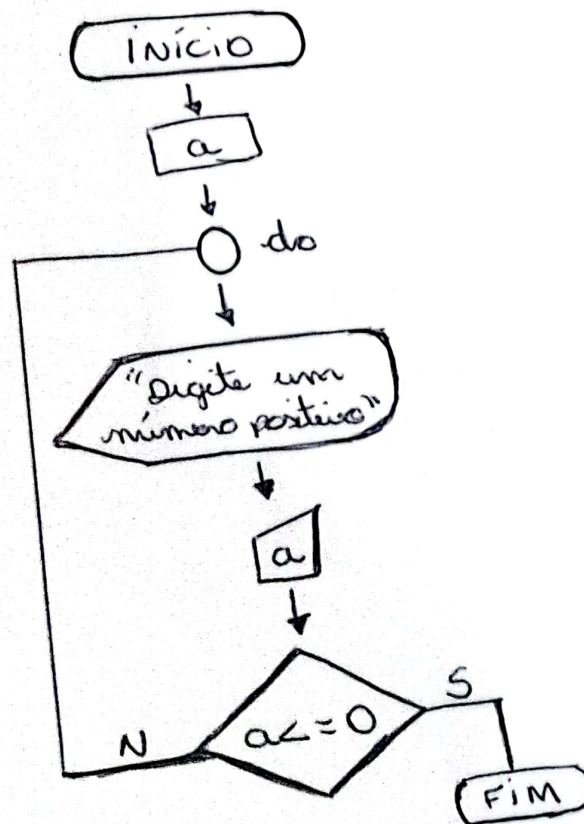 INÍCIO
a
do
"Digite um
número positivo"
a
a<=0
S
N
FIM